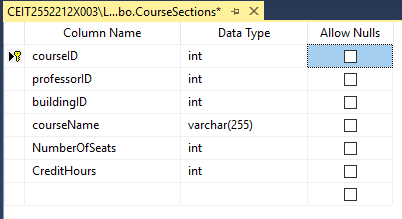 CEIT2552212X003\L...bo.CourseSections*
Column Name Data Type Allow Nulls
courseID int
professorID int
buildingID int
courseName varchar(255)
NumberOfSeats int
CreditHours int